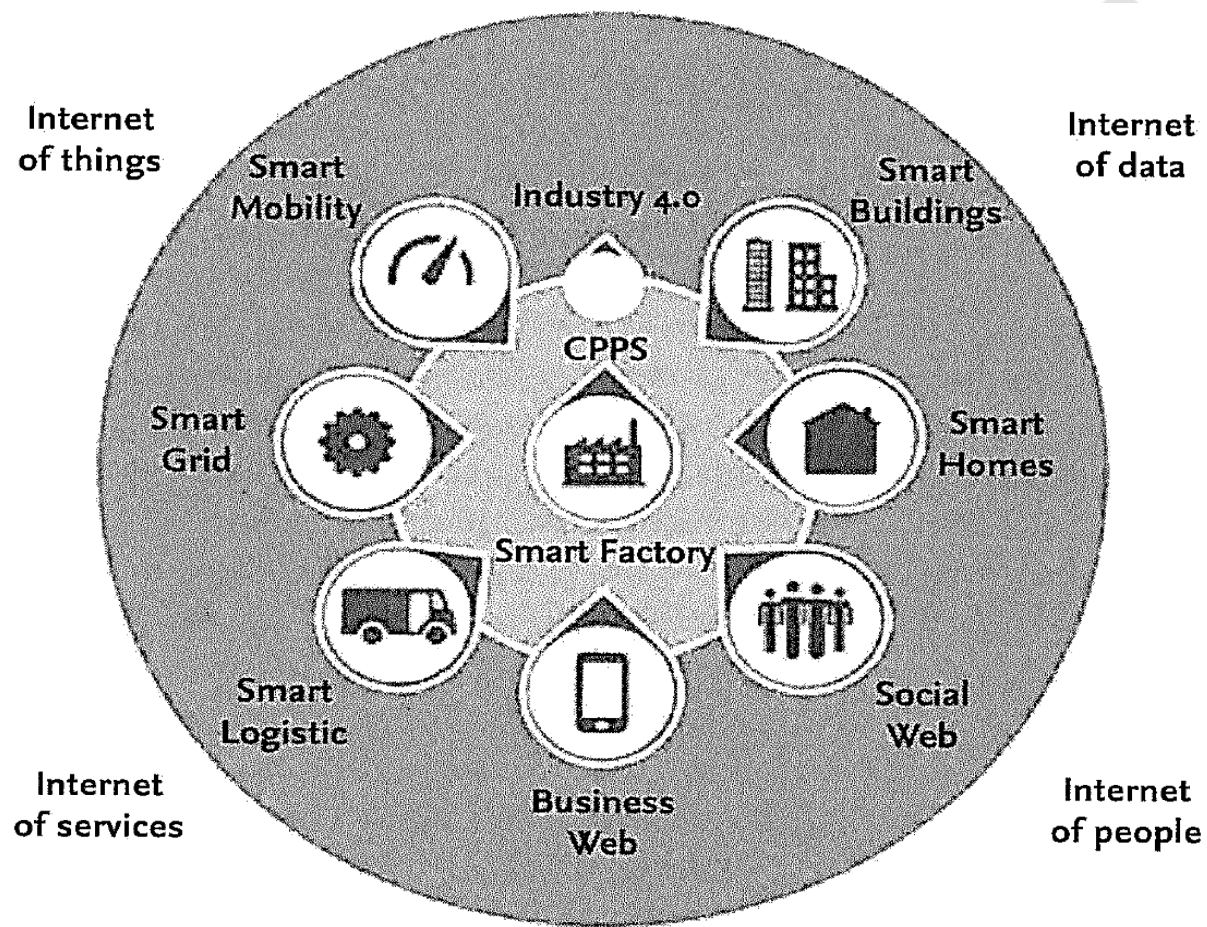 Internet
of things
Internet
of data
Smart
Mobility
Industry 4.0
Smart
Buildings
CPPS
Smart
Grid
Smart
Homes
Smart Factory
Smart
Logistic
Social
Web
Business
Web
Internet
of services
Internet
of people